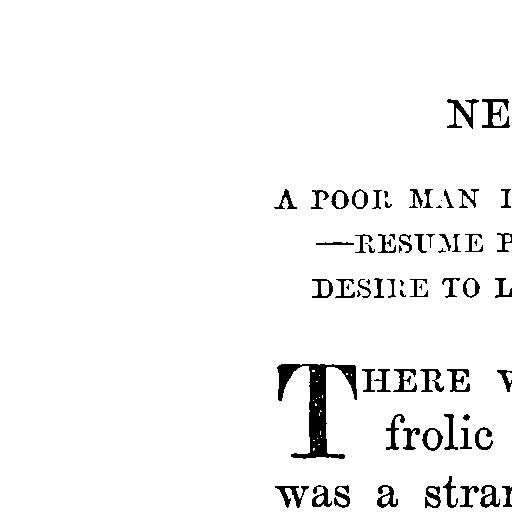 NE
A POOR MAN I
—RESUME P
DESIRE TO L
THERE W
frolic
was a stran